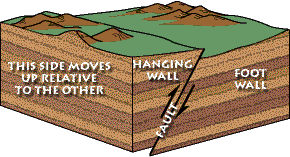 THIS SIDE MOVES
UP RELATIVE
TO THE OTHER
HANGING
WALL
FAULT
FOOT
WALL